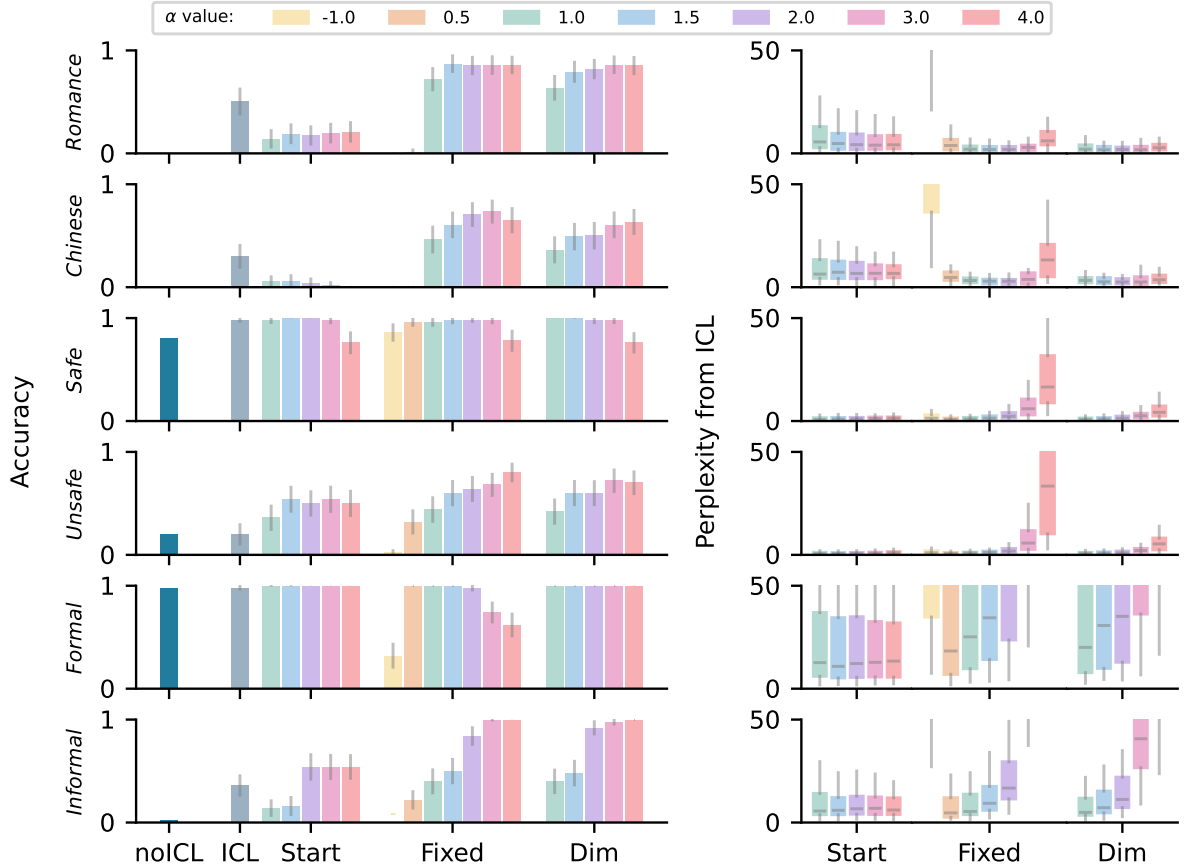 α value: -1.0 0.5 1.0 1.5 2.0 3.0 4.0
Accuracy
Perplexity from ICL
Romance
1
0
50
0
Chinese
1
0
50
0
Safe
1
0
50
0
Unsafe
1
0
50
0
Formal
1
0
50
0
Informal
1
0
50
0
noICL ICL Start Fixed Dim
Start Fixed Dim